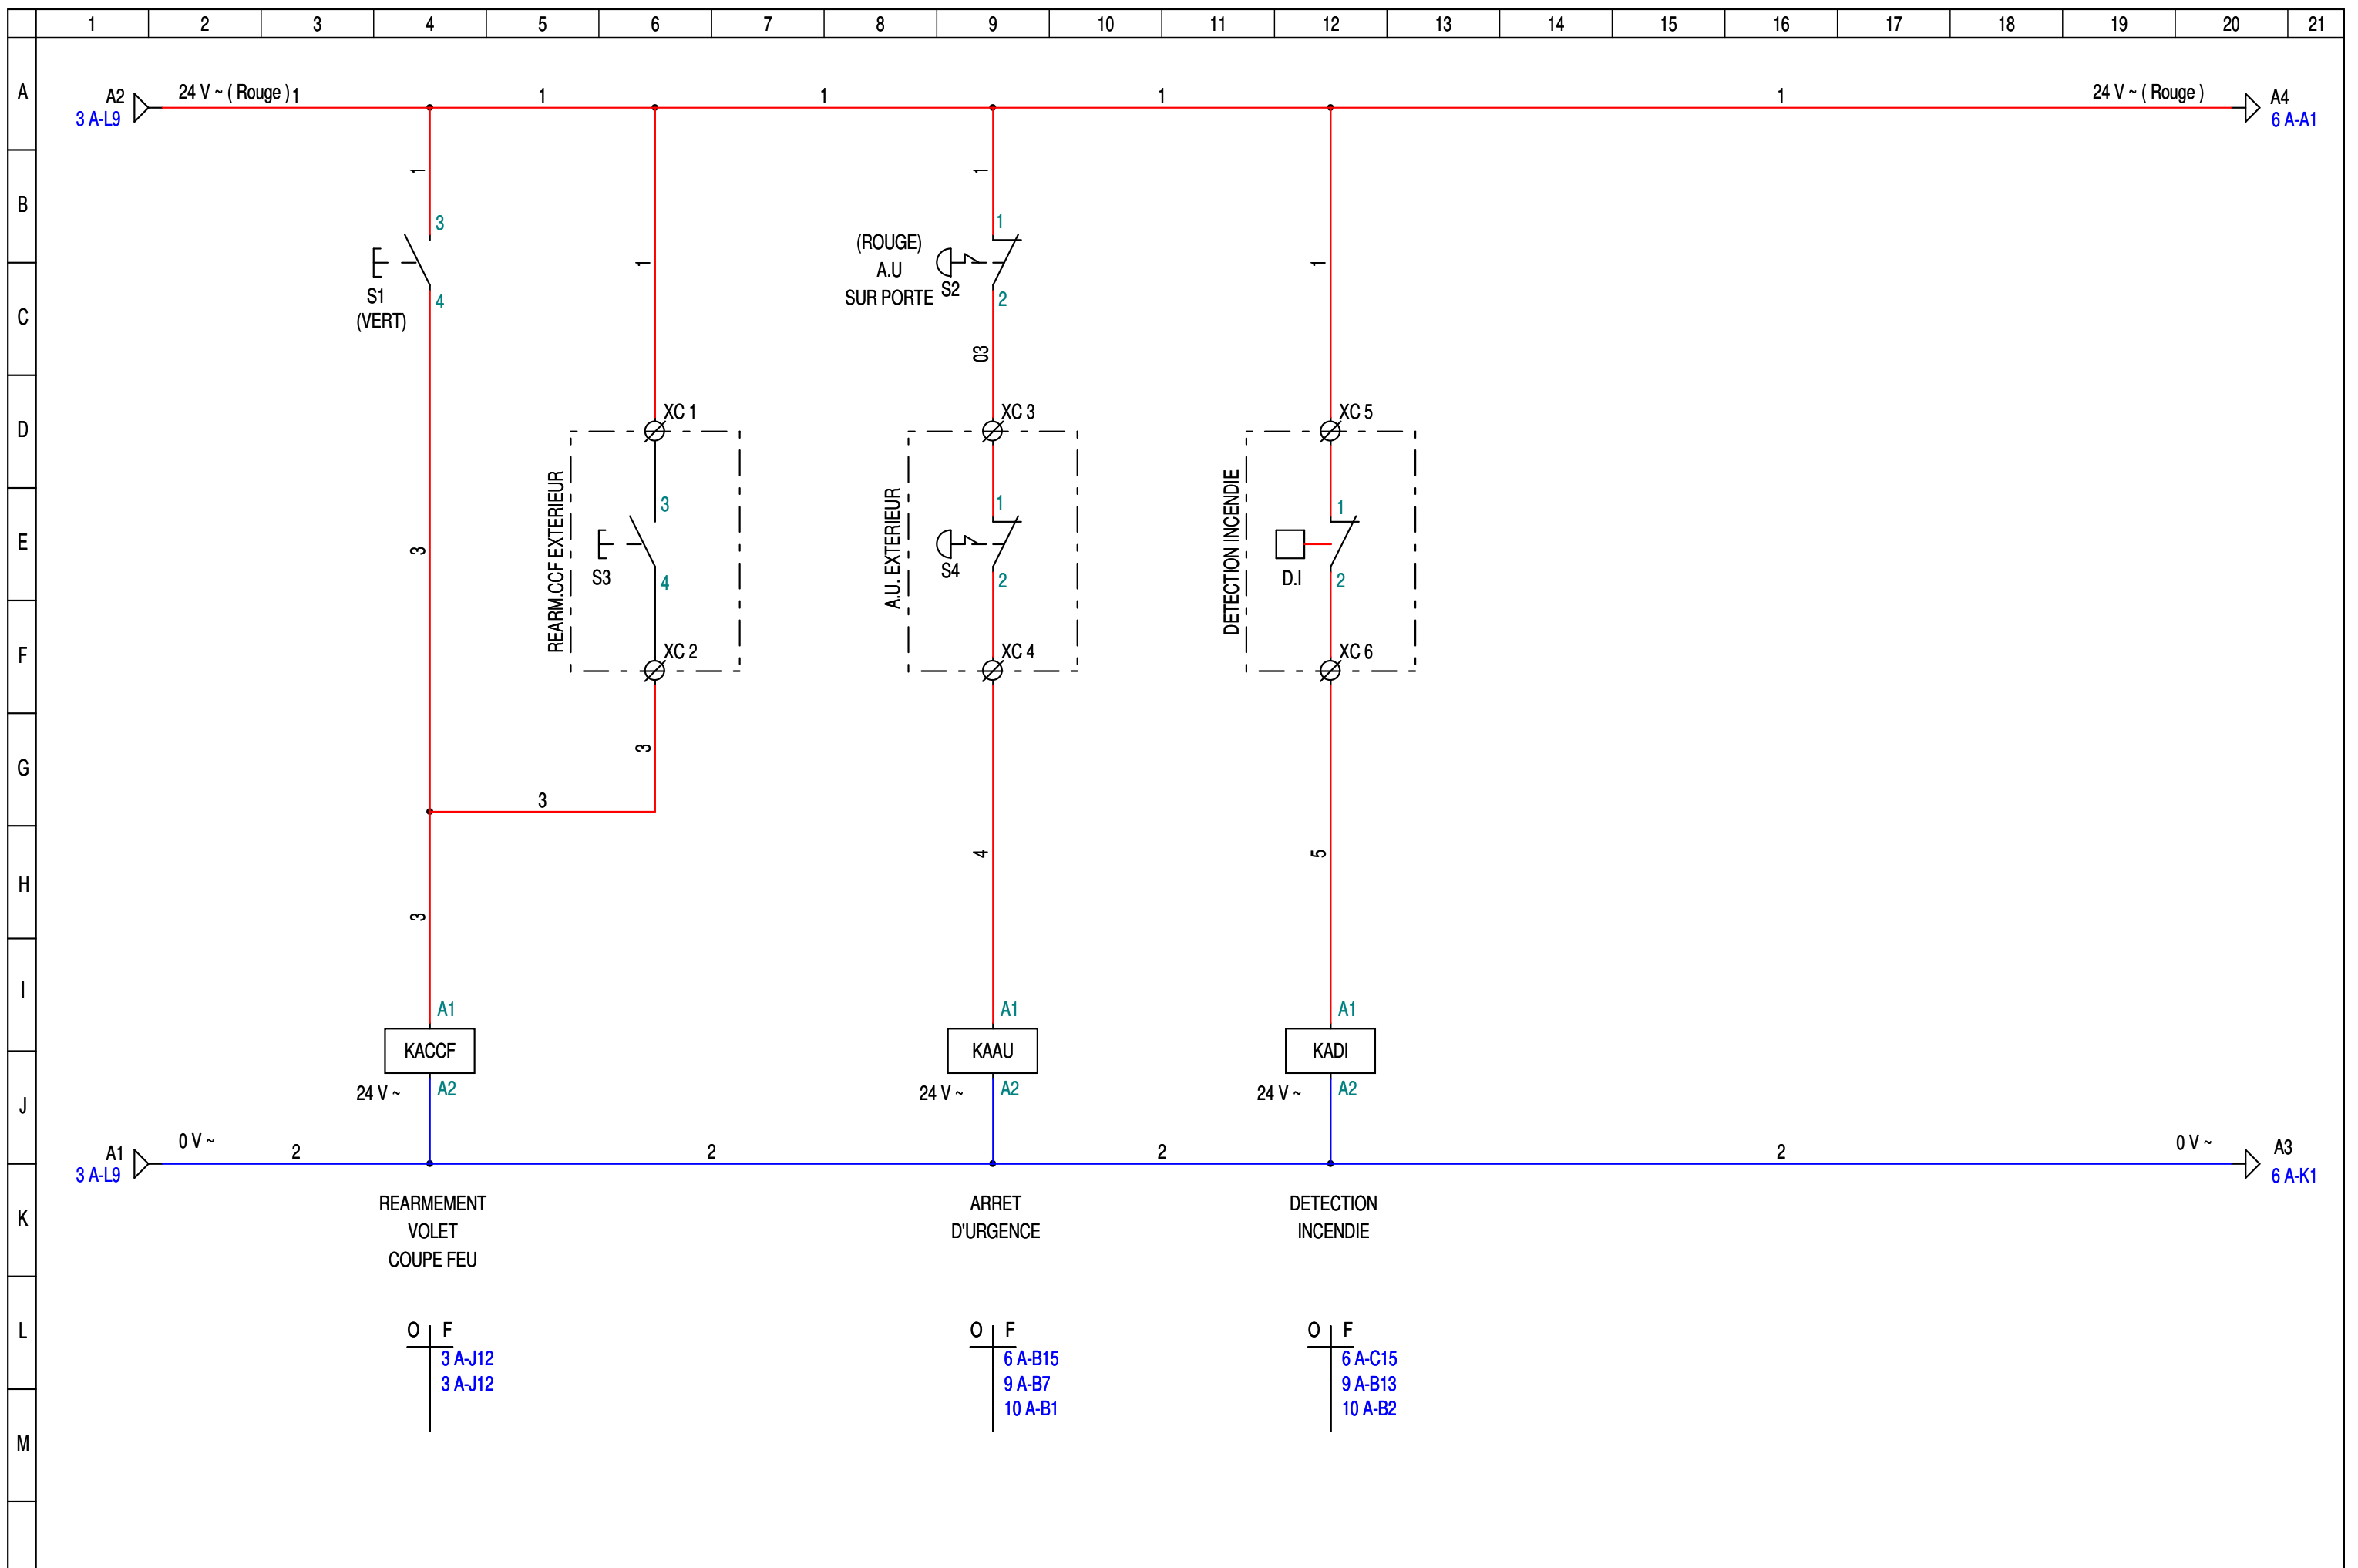 1 2 3 4 5 6 7 8 9 10 11 12 13 14 15 16 17 18 19 20 21
A
A2
3 A-L9
24 V ~ ( Rouge )
1
1
1
1
1
24 V ~ ( Rouge )
A4
6 A-A1
B
1
3
S1
(VERT)
4
3
1
1
1
(ROUGE)
A.U
SUR PORTE
S2
2
03
1
C
D
XC 1
XC 3
XC 5
REARM.CCF EXTERIEUR
3
S3
4
XC 2
A.U. EXTERIEUR
1
S4
2
XC 4
DETECTION INCENDIE
1
D.I
2
XC 6
E
F
G
3
3
H
3
4
5
I
A1
KACCF
A2
24 V ~
A1
KAAU
A2
24 V ~
A1
KADI
A2
24 V ~
J
A1
3 A-L9
0 V ~
2
2
2
2
0 V ~
A3
6 A-K1
K
REARMEMENT
VOLET
COUPE FEU
ARRET
D'URGENCE
DETECTION
INCENDIE
L
O F
3 A-J12
3 A-J12
O F
6 A-B15
9 A-B7
10 A-B1
O F
6 A-C15
9 A-B13
10 A-B2
M